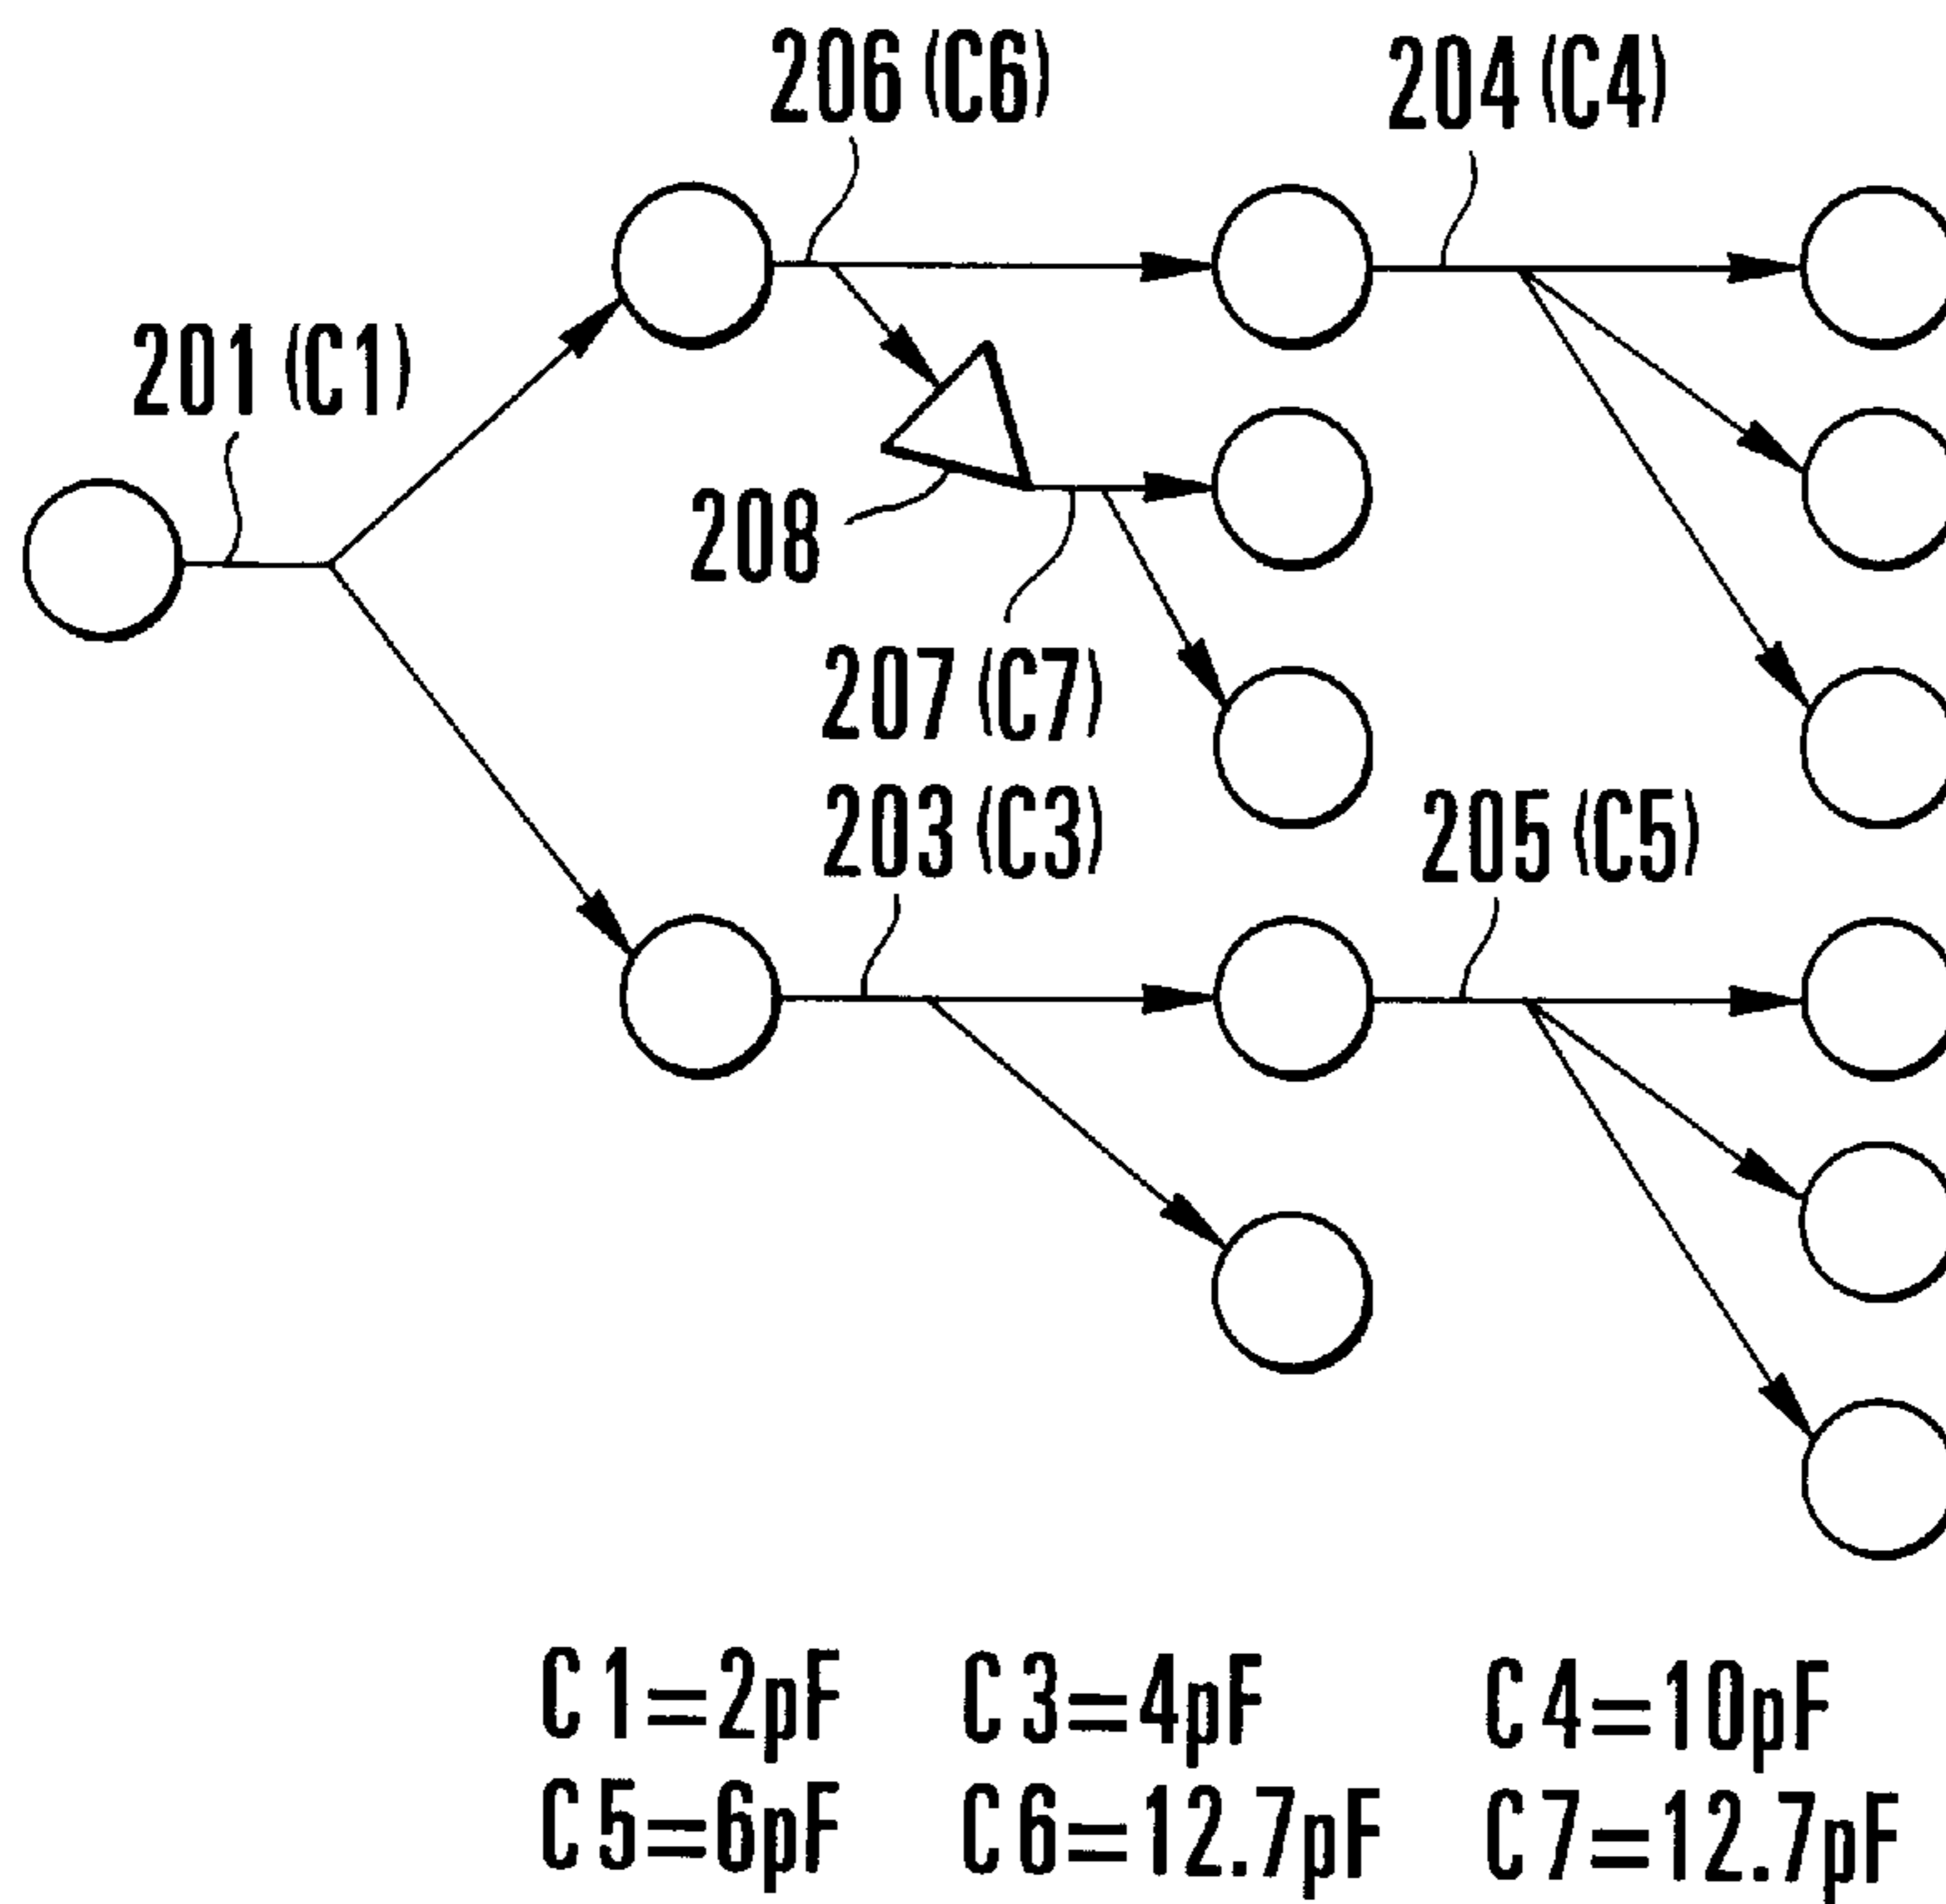 206 (C6)
204 (C4)
201 (C1)
208
207 (C7)
203 (C3)
205 (C5)
C1=2pF C3=4pF C4=10pF
C5=6pF C6=12.7pF C7=12.7pF